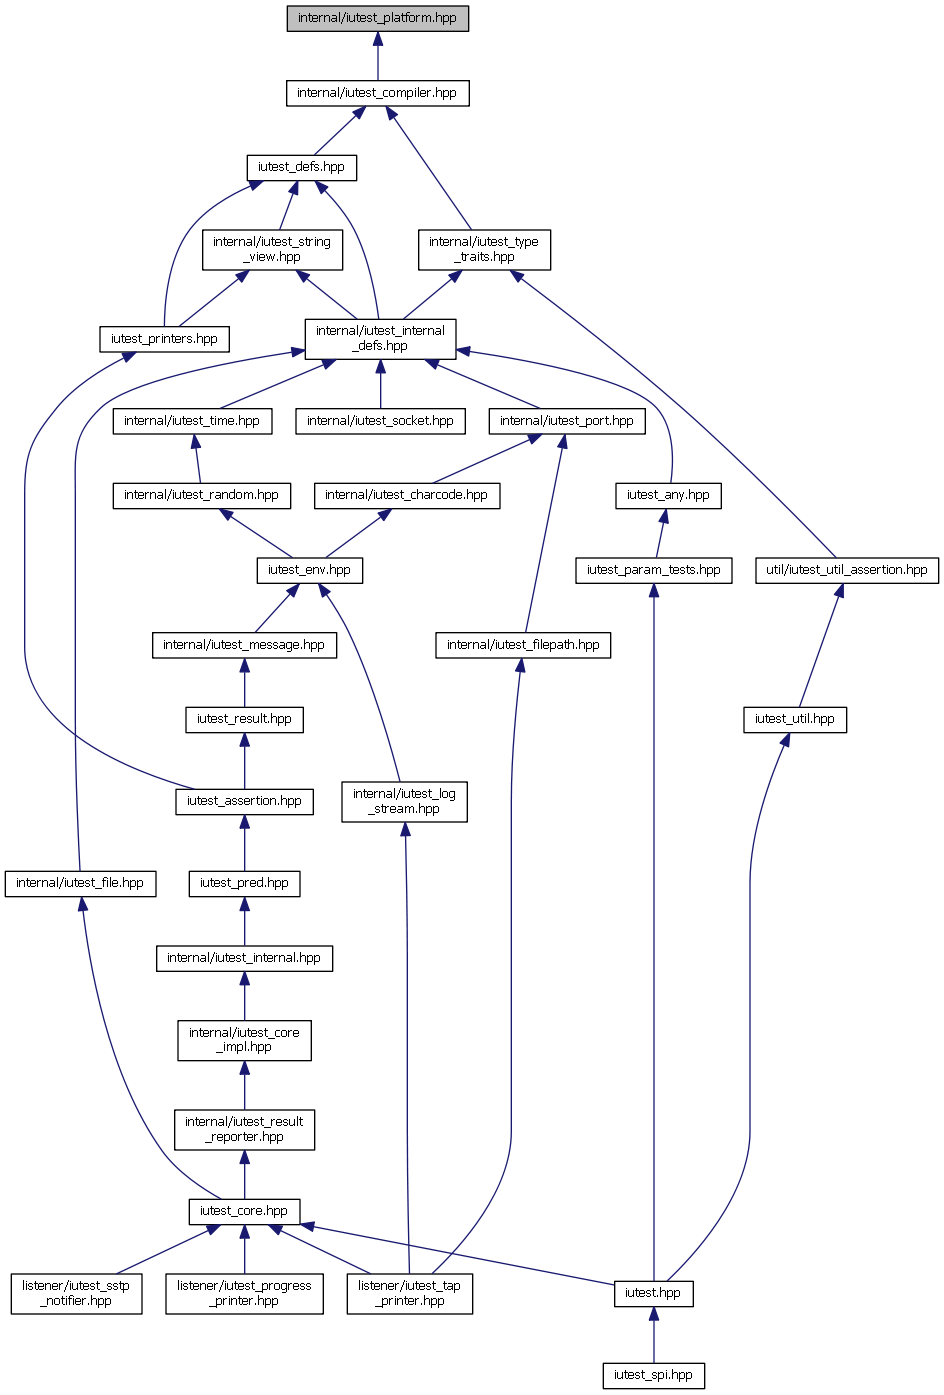 internal/iutest_platform.hpp
internal/iutest_compiler.hpp
iutest_defs.hpp
internal/iutest_string
_view.hpp
internal/iutest_type
_traits.hpp
iutest_printers.hpp
internal/iutest_internal
_defs.hpp
internal/iutest_time.hpp
internal/iutest_socket.hpp
internal/iutest_port.hpp
internal/iutest_random.hpp
internal/iutest_charcode.hpp
iutest_any.hpp
iutest_env.hpp
iutest_param_tests.hpp
util/iutest_util_assertion.hpp
internal/iutest_message.hpp
internal/iutest_filepath.hpp
iutest_result.hpp
iutest_util.hpp
iutest_assertion.hpp
internal/iutest_log
_stream.hpp
internal/iutest_file.hpp
iutest_pred.hpp
internal/iutest_internal.hpp
internal/iutest_core
_impl.hpp
internal/iutest_result
_reporter.hpp
iutest_core.hpp
listener/iutest_sstp
_notifier.hpp
listener/iutest_progress
_printer.hpp
listener/iutest_tap
_printer.hpp
iutest.hpp
iutest_spi.hpp